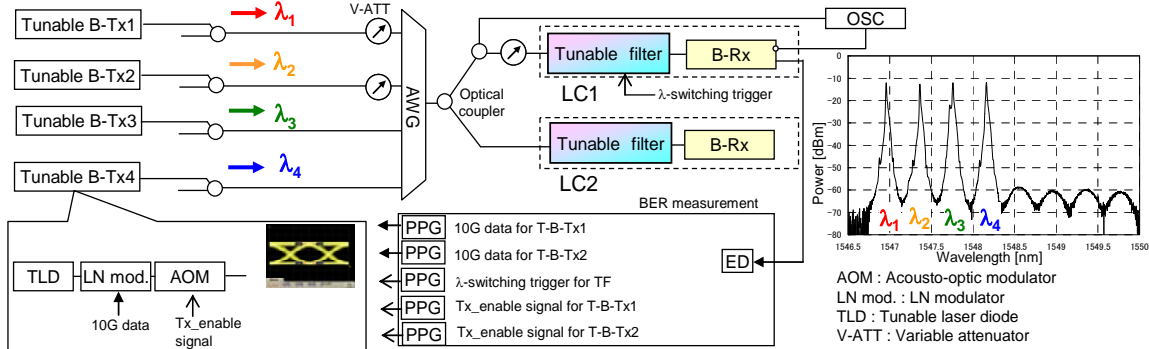 Tunable B-Tx1
λ1
V-ATT
Tunable B-Tx2
λ2
Tunable B-Tx3
λ3
Tunable B-Tx4
λ4
AWG
Optical
coupler
Tunable filter
B-Rx
OSC
LC1
λ-switching trigger
Tunable filter
B-Rx
LC2
BER measurement
PPG 10G data for T-B-Tx1
PPG 10G data for T-B-Tx2
PPG λ-switching trigger for TF
PPG Tx_enable signal for T-B-Tx1
PPG Tx_enable signal for T-B-Tx2
ED
TLD
LN mod.
AOM
10G data
Tx_enable
signal
Power [dBm]
0
-10
-20
-30
-40
-50
-60
-70
-80
λ1 λ2 λ3 λ4
1546.5 1547 1547.5 1548 1548.5 1549 1549.5 1550
Wavelength [nm]
AOM : Acousto-optic modulator
LN mod. : LN modulator
TLD : Tunable laser diode
V-ATT : Variable attenuator